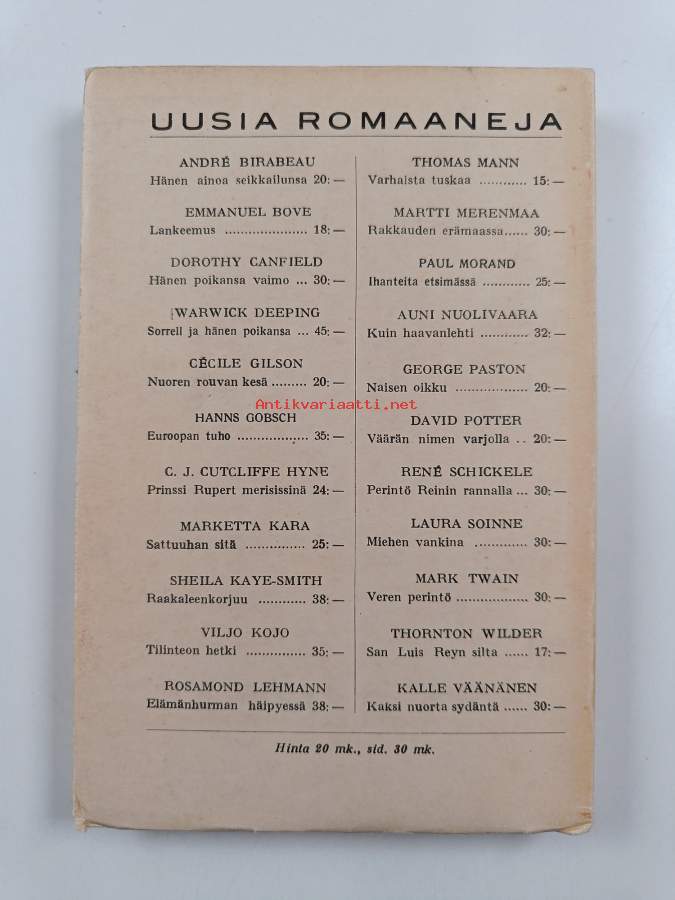 UUSIA ROMAANEJA
ANDRÉ BIRABEAU
Hänen ainoa seikkailunsa 20: —
EMMANUEL BOVE
Lankeemus ..................... 18: —
DOROTHY CANFIELD
Hänen poikansa vaimo ... 30: —
WARWICK DEEPING
Sorrell ja hänen poikansa ... 45: —
CÉCILE GILSON
Nuoren rouvan kesä ......... 20: —
HANNS GOBSCH
Euroopan tuho .................. 35: —
C. J. CUTCLIFFE HYNE
Prinssi Rupert merisissinä 24: —
MARKETTA KARA
Sattuuhan sitä ............... 25: —
SHEILA KAYE-SMITH
Raakaleenkorjuu ............ 38: —
VILJO KOJO
Tilinteon hetki ............... 35: —
ROSAMOND LEHMANN
Elämänhurman häipyessä 38: —
THOMAS MANN
Varhaista tuskaa ............ 15: —
MARTTI MERENMAA
Rakkauden erämaassa...... 30: —
PAUL MORAND
Ihanteita etsimässä ............ 25: —
AUNI NUOLIVAARA
Kuin haavanlehti ............ 32: —
GEORGE PASTON
Naisen oikku .................. 20: —
DAVID POTTER
Väärän nimen varjolla .. 20: —
RENÉ SCHICKELE
Perintö Reinin rannalla ... 30: —
LAURA SOINNE
Miehen vankina ............. 30: —
MARK TWAIN
Veren perintö .................. 30: —
THORNTON WILDER
San Luis Reyn silta ...... 17: —
KALLE VÄÄNÄNEN
Kaksi nuorta sydäntä ...... 30: —
Hinta 20 mk., sid. 30 mk.
Antikvariaatti.net